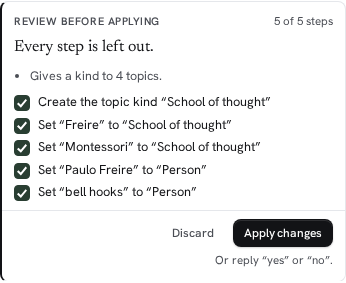 REVIEW BEFORE APPLYING
5 of 5 steps
Every step is left out.
• Gives a kind to 4 topics.
Create the topic kind “School of thought”
Set “Freire” to “School of thought”
Set “Montessori” to “School of thought”
Set “Paulo Freire” to “Person”
Set “bell hooks” to “Person”
Discard
Apply changes
Or reply “yes” or “no”.